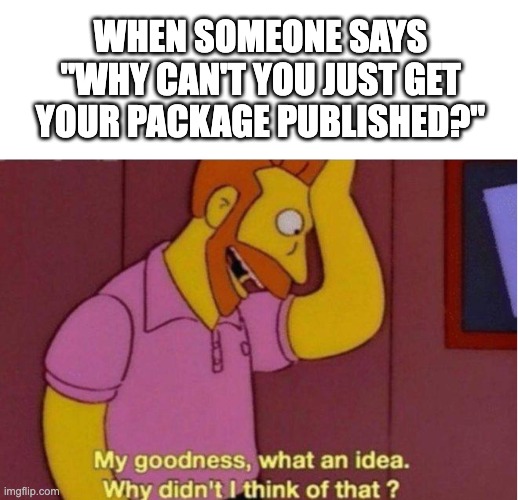 WHEN SOMEONE SAYS
"WHY CAN'T YOU JUST GET
YOUR PACKAGE PUBLISHED?"
My goodness, what an idea.
Why didn't I think of that ?
imgflip.com